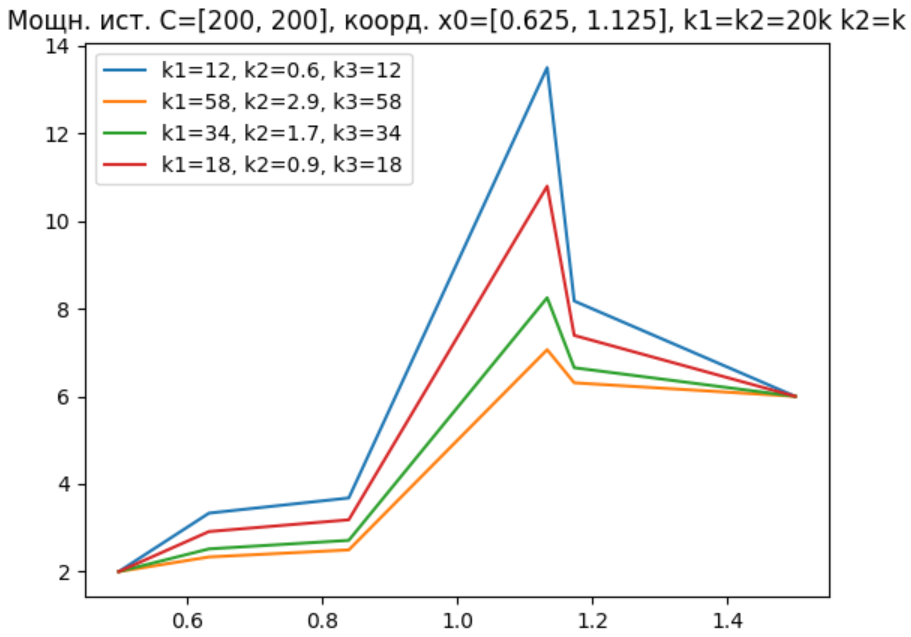 Мощн. ист. C=[200, 200], коорд. x0=[0.625, 1.125], k1=k2=20k k2=k
14
12
10
8
6
4
2
k1=12, k2=0.6, k3=12
k1=58, k2=2.9, k3=58
k1=34, k2=1.7, k3=34
k1=18, k2=0.9, k3=18
0.6 0.8 1.0 1.2 1.4